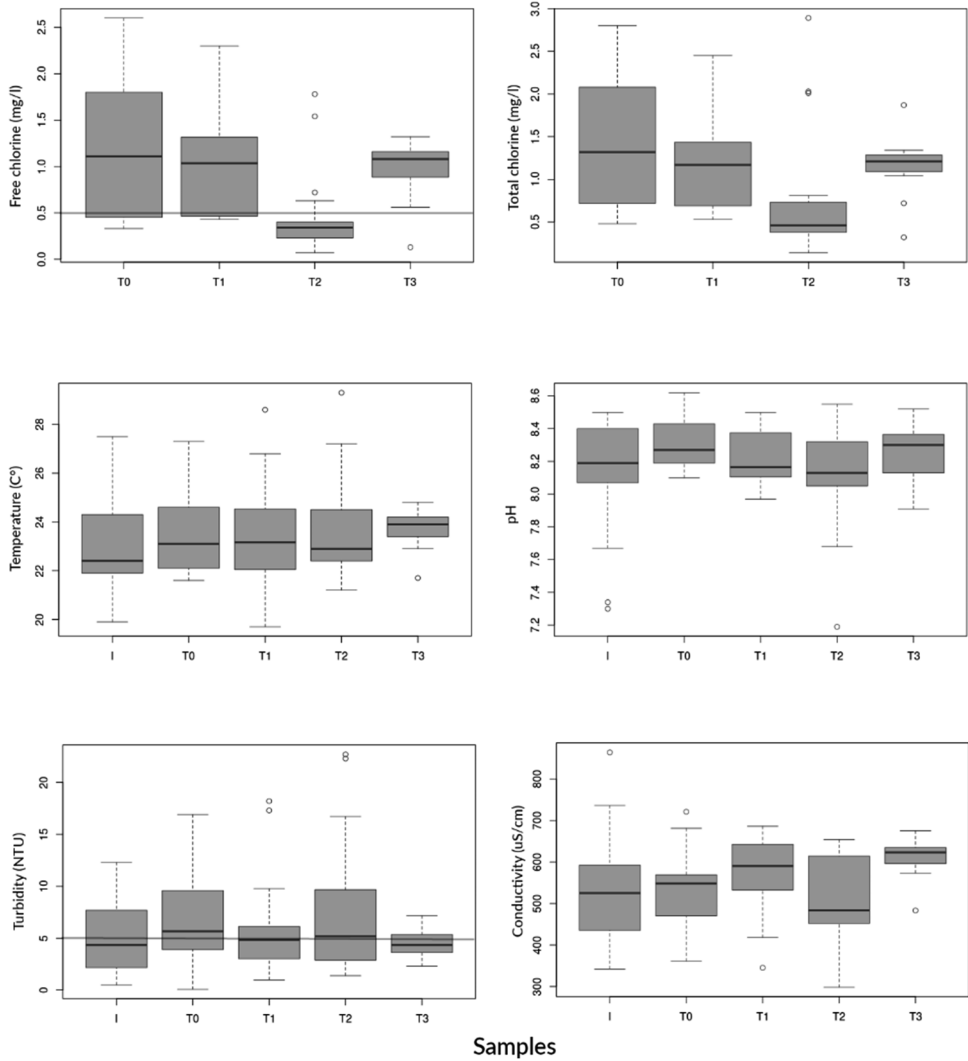 Free chlorine (mg/l)
2.5
2.0
1.5
1.0
0.5
0.0
T0 T1 T2 T3
Total chlorine (mg/l)
3.0
2.5
2.0
1.5
1.0
0.5
T0 T1 T2 T3
Temperature (C°)
28
26
24
22
20
I T0 T1 T2 T3
pH
8.6
8.4
8.2
8.0
7.8
7.6
7.4
7.2
I T0 T1 T2 T3
Turbidity (NTU)
20
15
10
5
0
I T0 T1 T2 T3
Conductivity (uS/cm)
800
700
600
500
400
300
I T0 T1 T2 T3
Samples